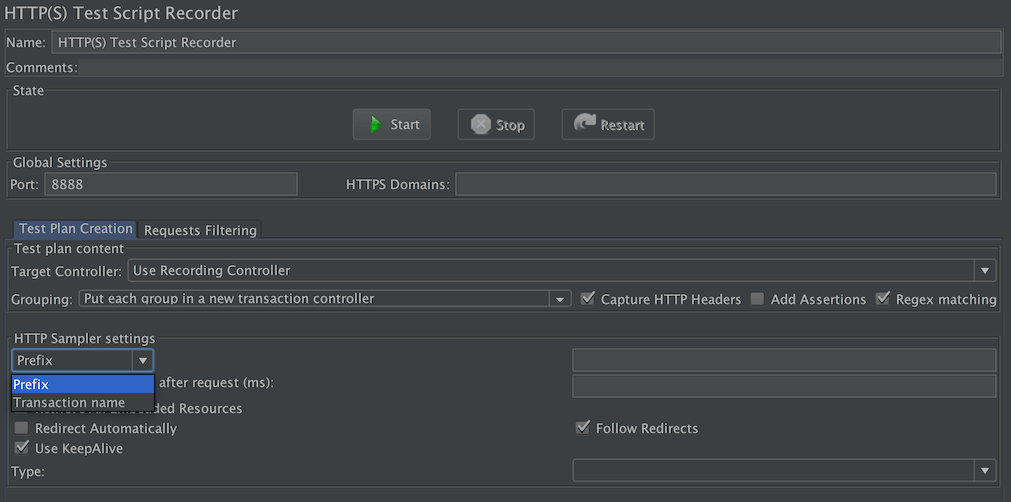 HTTP(S) Test Script Recorder
Name: HTTP(S) Test Script Recorder
Comments:
State
Start Stop Restart
Global Settings
Port: 8888 HTTPS Domains:
Test Plan Creation Requests Filtering
Test plan content
Target Controller: Use Recording Controller
Grouping: Put each group in a new transaction controller Capture HTTP Headers Add Assertions Regex matching
HTTP Sampler settings
Prefix
Prefix after request (ms):
Transaction name
Resources
Redirect Automatically Follow Redirects
Use KeepAlive
Type: